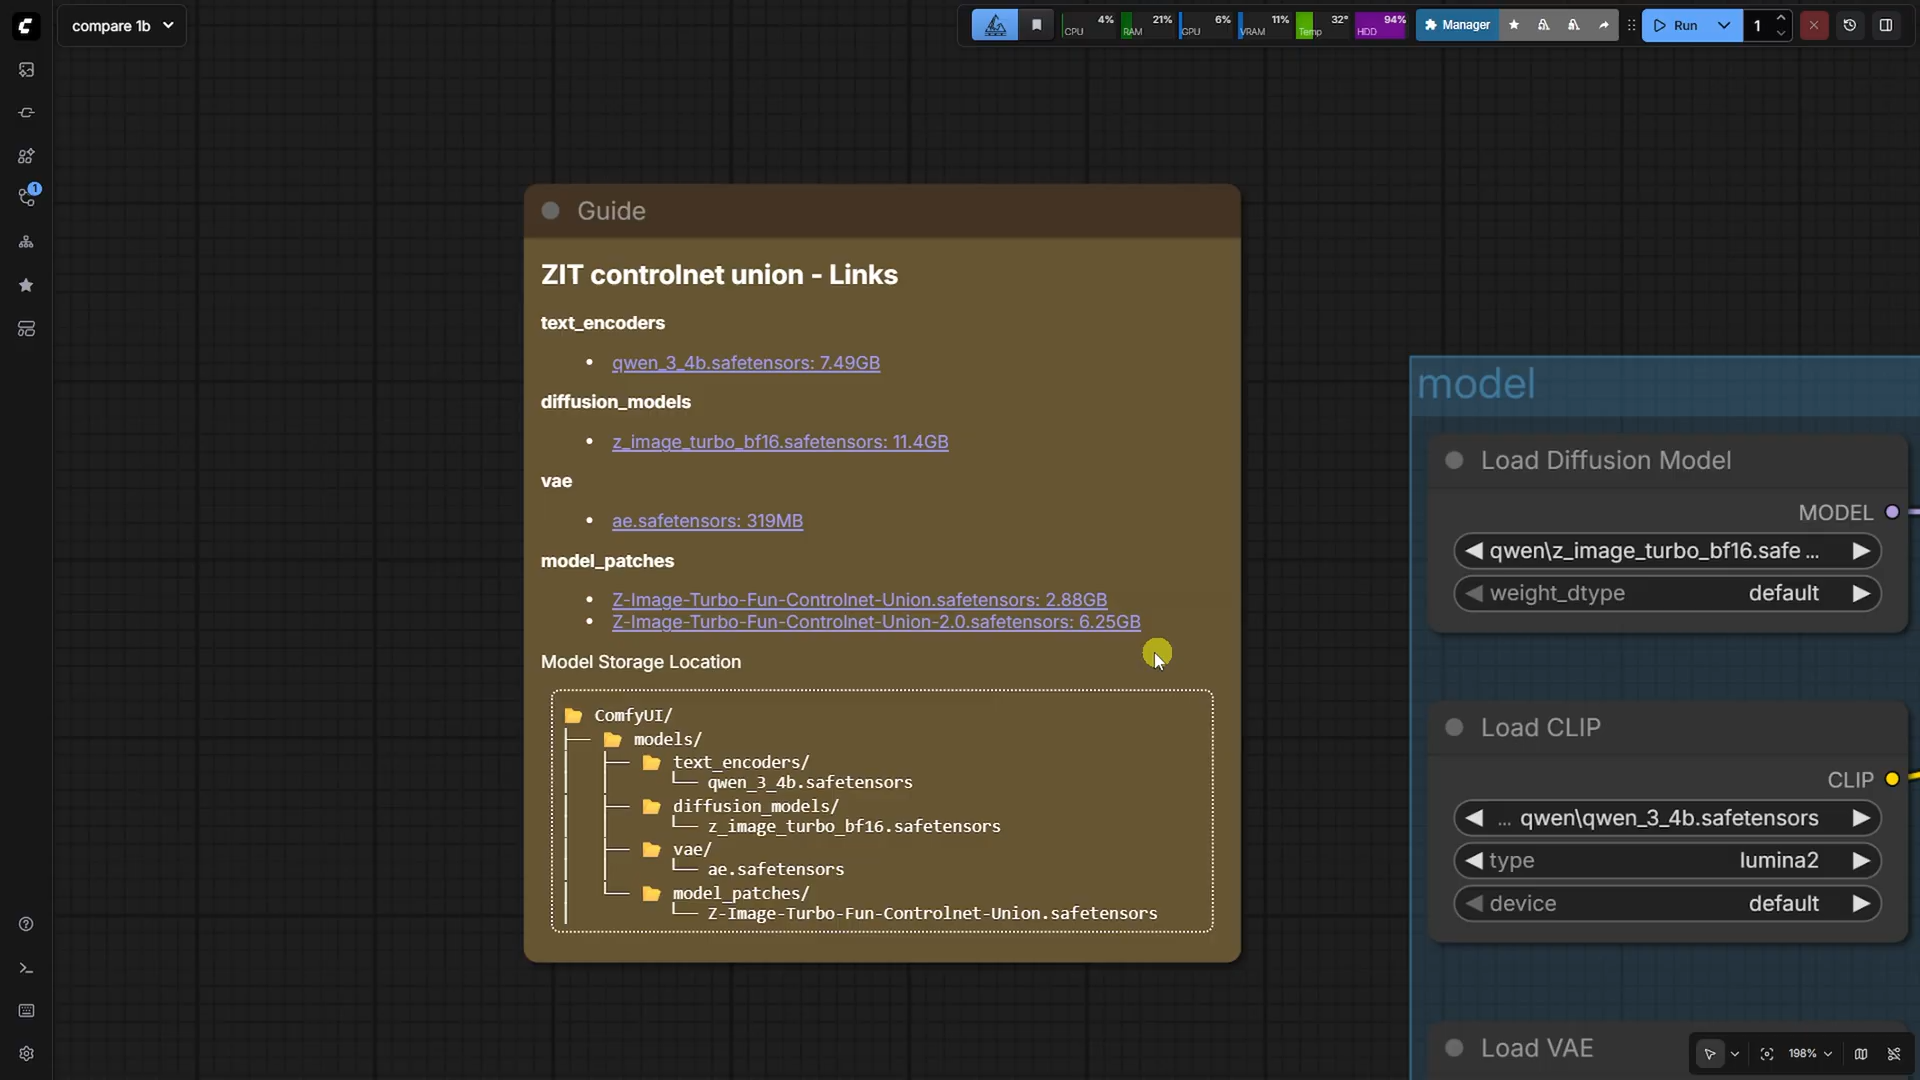 compare 1b
CPU 4%
RAM 21%
GPU 6%
VRAM 11%
Temp 32°
HDD 94%
Manager
Run
1
1
Guide
ZIT controlnet union - Links
text_encoders
• qwen_3_4b.safetensors: 7.49GB
diffusion_models
• z_image_turbo_bf16.safetensors: 11.4GB
vae
• ae.safetensors: 319MB
model_patches
• Z-Image-Turbo-Fun-Controlnet-Union.safetensors: 2.88GB
• Z-Image-Turbo-Fun-Controlnet-Union-2.0.safetensors: 6.25GB
Model Storage Location
ComfyUI/
models/
text_encoders/
qwen_3_4b.safetensors
diffusion_models/
z_image_turbo_bf16.safetensors
vae/
ae.safetensors
model_patches/
Z-Image-Turbo-Fun-Controlnet-Union.safetensors
model
Load Diffusion Model
MODEL
qwen\z_image_turbo_bf16.safe ...
weight_dtype default
Load CLIP
CLIP
... qwen\qwen_3_4b.safetensors
type lumina2
device default
Load VAE
198%